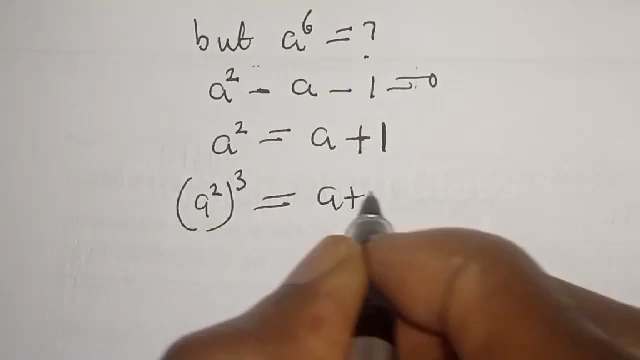 but a⁶ = ?
a² - a - 1 = 0
a² = a + 1
(a²)³ = a+